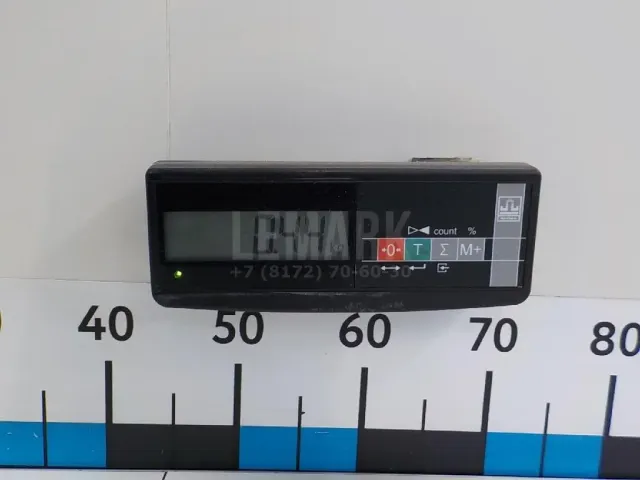 LEMARK
+7 (8172) 70-60-30
count %
→0← T Σ M+
40 50 60 70 80